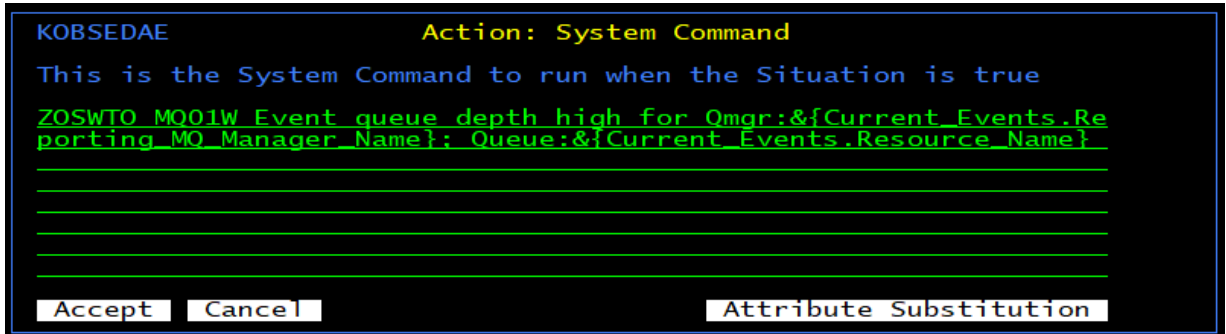 KOBSEDAE Action: System Command
This is the System Command to run when the Situation is true
ZOSWTO MQ01W Event queue depth high for Qmgr:&{Current_Events.Re
porting_MQ_Manager_Name}; Queue:&{Current_Events.Resource_Name}
Accept Cancel Attribute Substitution